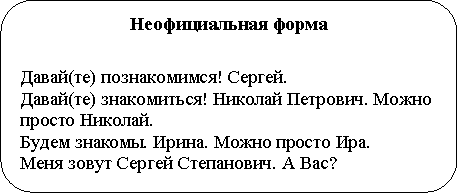 Неофициальная форма
Давай(те) познакомимся! Сергей.
Давай(те) знакомиться! Николай Петрович. Можно
просто Николай.
Будем знакомы. Ирина. Можно просто Ира.
Меня зовут Сергей Степанович. А Вас?